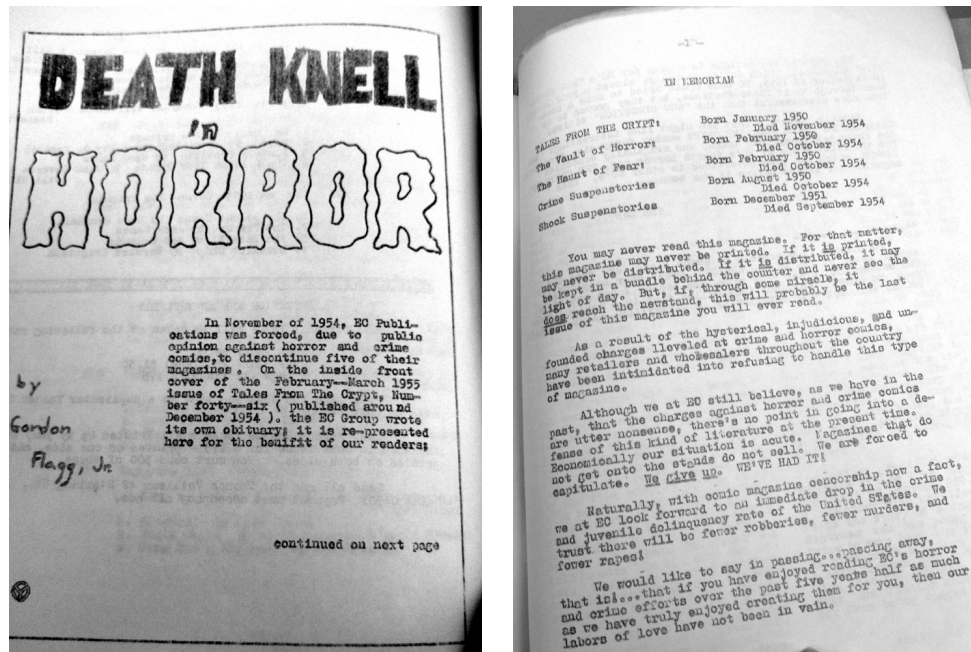 DEATH KNELL
in
HORROR
by
Gordon
Flagg, Jr.
In November of 1954, EC Publi-
cations was forced, due to public
opinion against horror and crime
comics,to discontinue five of their
magazines. On the inside front
cover of the February--March 1955
issue of Tales From The Crypt, Num-
ber forty--six ( published around
December 1954 ). the EC Group wrote
its own obituary; it is re-presented
here for the benifit of our readers;
continued on next page
IN MEMORIAM
TALES FROM THE CRYPT: Born January 1950
Died November 1954
The Vault of Horror: Born February 1950
Died October 1954
The Haunt of Fear: Born February 1950
Died October 1954
Crime Suspenstories Born August 1950
Died October 1954
Shock Suspenstories Born December 1951
Died September 1954
You may never read this magazine. For that matter,
this magazine may never be printed. If it is printed,
may never be distributed. If it is distributed, it may
be kept in a bundle behind the counter and never see the
light of day. But, if, through some miracle, it
does reach the newstand, this will probably be the last
issue of this magazine you will ever read.
As a result of the hysterical, injudicious, and un-
founded charges lleveled at crime and horror comics,
many retailers and wholesalers throughout the country
have been intimidated into refusing to handle this type
of magazine.
Although we at EC still believe, as we have in the
past, that the charges against horror and crime comics
are utter nonsense, there's no point in going into a de-
fense of this kind of literature at the present time.
Economically our situation is acute. Magazines that do
not get onto the stands do not sell. We are forced to
capitulate. We give up. WE'VE HAD IT!
Naturally, with comic magazine censorship now a fact,
we at EC look forward to an immediate drop in the crime
and juvenile delinquency rate of the United States. We
trust there will be fewer robberies, fewer murders, and
fewer rapes!
We would like to say in passing...passing away,
that is!...that if you have enjoyed reading EC's horror
and crime efforts over the past five years half as much
as we have truly enjoyed creating them for you, then our
labors of love have not been in vain.